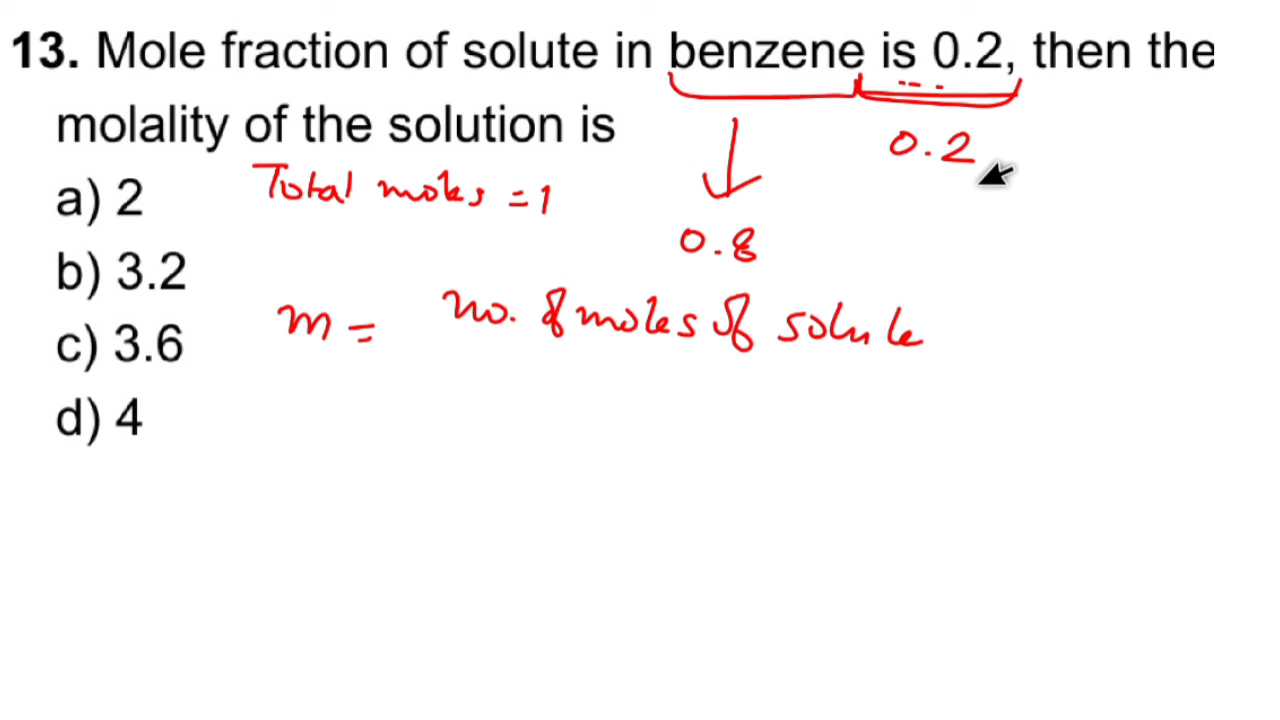 13. Mole fraction of solute in benzene is 0.2, then the
0.2
molality of the solution is
a) 2
Total moles = 1
0.8
b) 3.2
m = no. of moles of solute
c) 3.6
d) 4